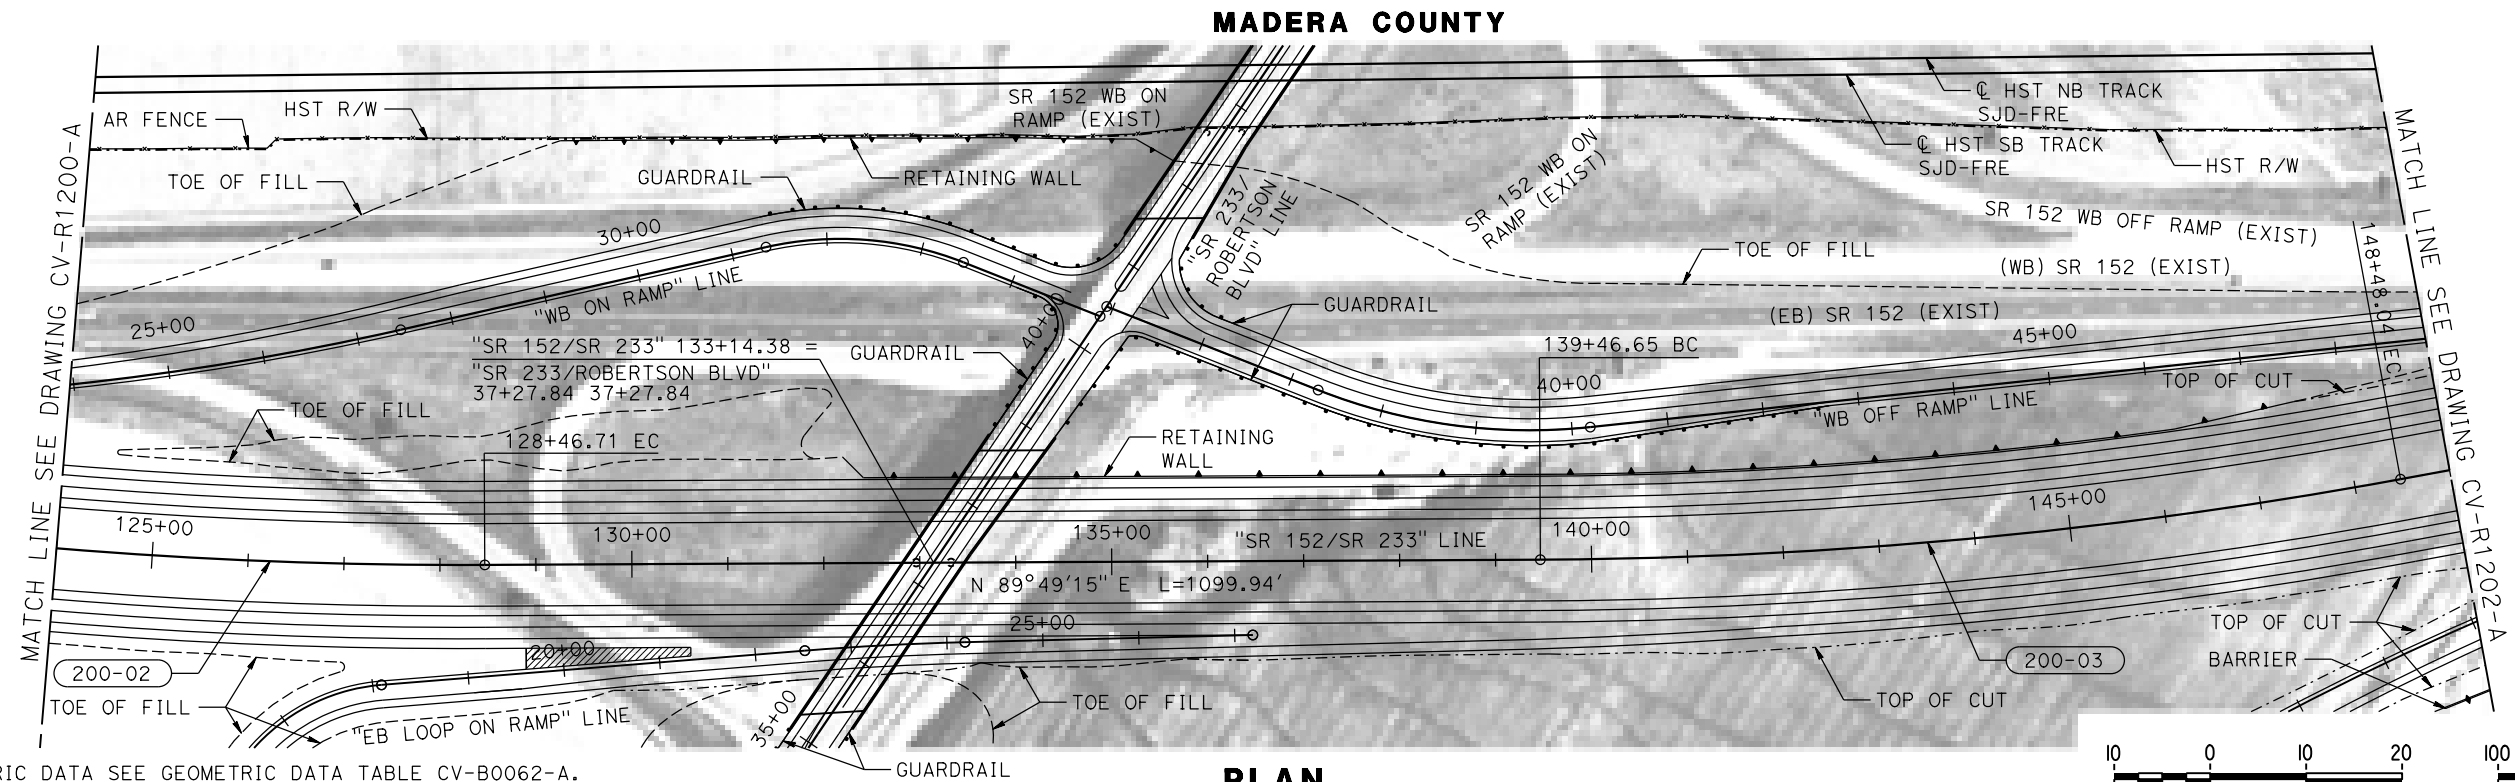 MADERA COUNTY
AR FENCE
HST R/W
SR 152 WB ON
RAMP (EXIST)
℄ HST NB TRACK
SJD-FRE
℄ HST SB TRACK
SJD-FRE
HST R/W
MATCH LINE SEE DRAWING CV-R1200-A
MATCH LINE SEE DRAWING CV-R1202-A
TOE OF FILL
GUARDRAIL
RETAINING WALL
"SR 233/
ROBERTSON
BLVD" LINE
SR 152 WB ON
RAMP (EXIST)
SR 152 WB OFF RAMP (EXIST)
30+00
TOE OF FILL
(WB) SR 152 (EXIST)
148+48.04 EC
"WB ON RAMP" LINE
25+00
40+00
GUARDRAIL
(EB) SR 152 (EXIST)
45+00
"SR 152/SR 233" 133+14.38 =
"SR 233/ROBERTSON BLVD"
37+27.84 37+27.84
GUARDRAIL
139+46.65 BC
40+00
TOP OF CUT
"WB OFF RAMP" LINE
TOE OF FILL
128+46.71 EC
RETAINING
WALL
125+00
130+00
135+00
"SR 152/SR 233" LINE
140+00
145+00
N 89°49'15" E L=1099.94'
25+00
20+00
200-02
TOE OF FILL
"EB LOOP ON RAMP" LINE
35+00
TOE OF FILL
200-03
TOP OF CUT
TOP OF CUT
BARRIER
GUARDRAIL
RIC DATA SEE GEOMETRIC DATA TABLE CV-B0062-A.
PLAN
10 0 10 20 100